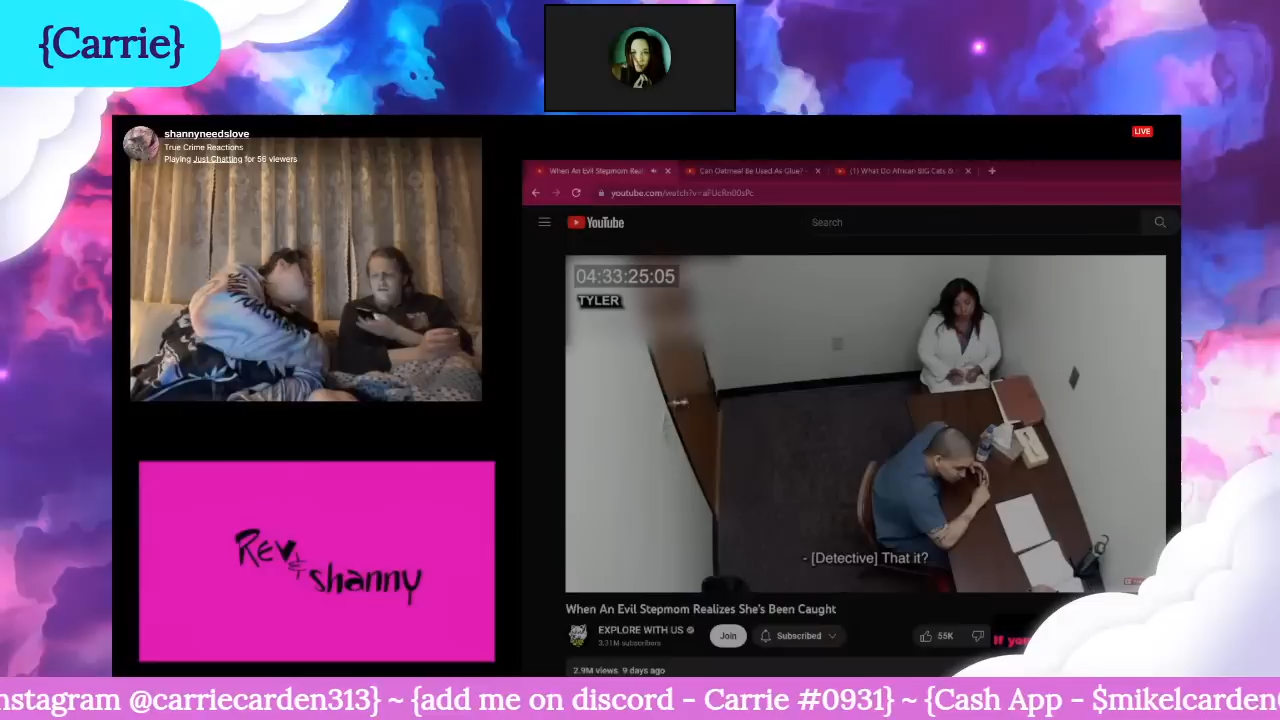 {Carrie}
shannyneedslove
True Crime Reactions
Playing Just Chatting for 56 viewers
LIVE
When An Evil Stepmom Real
Can Oatmeal Be Used As Glue? -
(1) What Do African BIG Cats &
youtube.com/watch?v=
YouTube
Search
04:33:25:05
TYLER
- [Detective] That it?
Rev & shanny
When An Evil Stepmom Realizes She's Been Caught
EXPLORE WITH US
3.31M subscribers
Join
Subscribed
55K
If you
2.9M views 9 days ago
nstagram @carriecarden313} ~ {add me on discord - Carrie #0931} ~ {Cash App - $mikelcarden